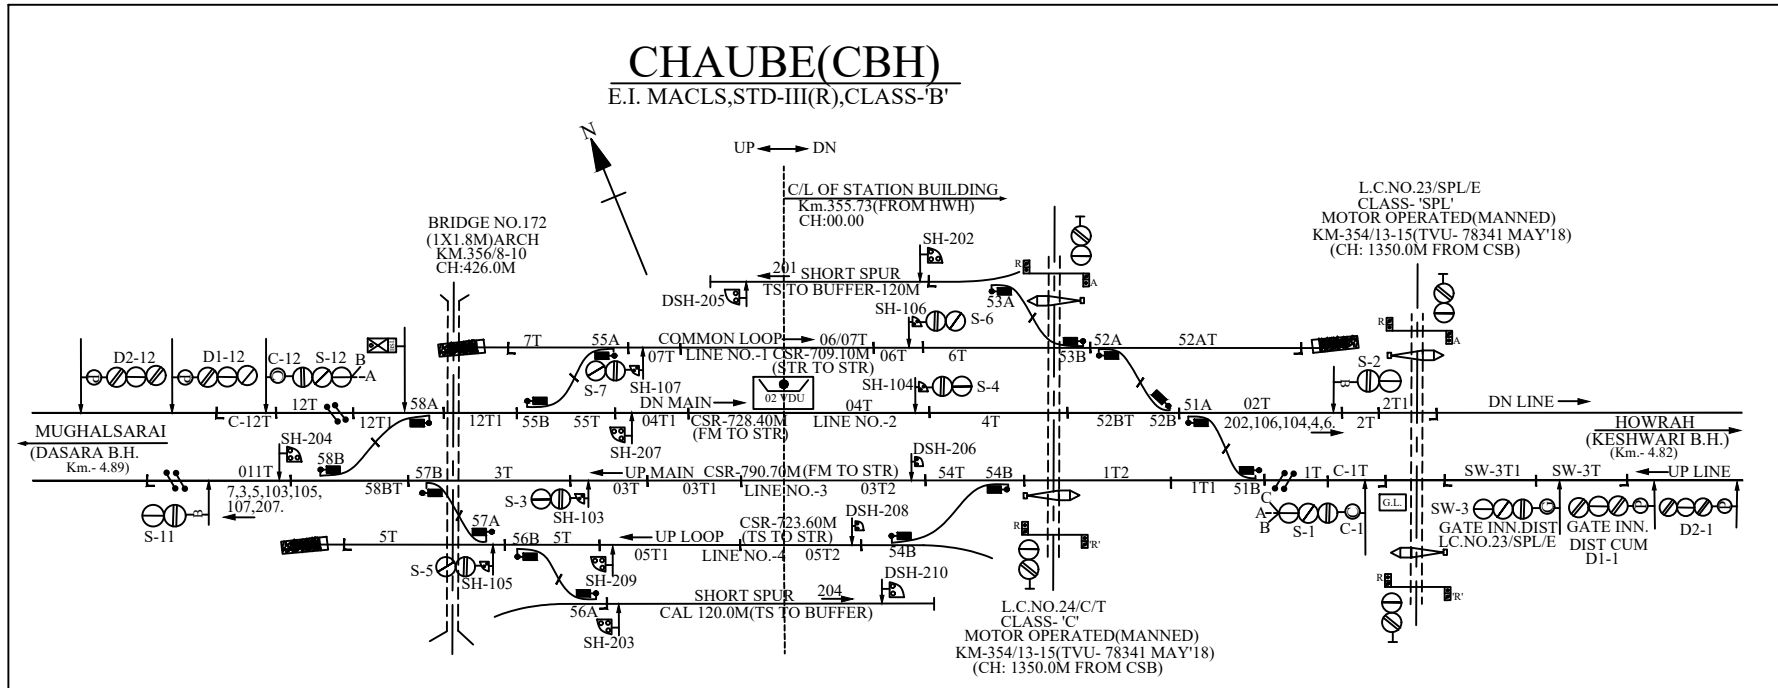 CHAUBE(CBH)
E.I. MACLS,STD-III(R),CLASS-'B'
N
UP DN
C/L OF STATION BUILDING
Km.355.73(FROM HWH)
CH:00.00
BRIDGE NO.172
(1X1.8M)ARCH
KM.356/8-10
CH:426.0M
L.C.NO.23/SPL/E
CLASS- 'SPL'
MOTOR OPERATED(MANNED)
KM-354/13-15(TVU- 78341 MAY'18)
(CH: 1350.0M FROM CSB)
SH-202
201
SHORT SPUR
TS TO BUFFER-120M
DSH-205
R
A
53A
SH-106
S-6
R
A
7T
55A
COMMON LOOP
06/07T
52A
52AT
07T
LINE NO.-1 CSR-709.10M
(STR TO STR)
06T
6T
53B
D2-12
D1-12
C-12
S-12
B
A
S-7
SH-107
02 VDU
SH-104
S-4
S-2
B
12T
58A
DN MAIN
04T
51A
02T
2T1
DN LINE
C-12T
12T1
12T1
55B
55T
04T1
CSR-728.40M
(FM TO STR)
LINE NO.-2
4T
52BT
52B
202,106,104,4,6.
2T
HOWRAH
(KESHWARI B.H.)
(Km.- 4.82)
MUGHALSARAI
(DASARA B.H.
Km.- 4.89)
SH-204
SH-207
DSH-206
58B
011T
57B
3T
UP MAIN
CSR-790.70M(FM TO STR)
54T
54B
1T2
1T
C-1T
SW-3T1
SW-3T
UP LINE
7,3,5,103,105,
107,207.
58BT
03T
03T1
LINE NO.-3
03T2
1T1
51B
S-11
B
S-3
SH-103
57A
DSH-208
C
A
B
S-1
C-1
G.L.
SW-3
G
GATE INN.DIST
LC.NO.23/SPL/E
GATE INN.
DIST CUM
D1-1
D2-1
CSR-723.60M
(TS TO STR)
5T
56B
5T
UP LOOP
05T1
LINE NO.-4
05T2
54B
R
'R'
S-5
SH-105
SH-209
DSH-210
R
'R'
SHORT SPUR
204
56A
CAL 120.0M(TS TO BUFFER)
SH-203
L.C.NO.24/C/T
CLASS- 'C'
MOTOR OPERATED(MANNED)
KM-354/13-15(TVU- 78341 MAY'18)
(CH: 1350.0M FROM CSB)